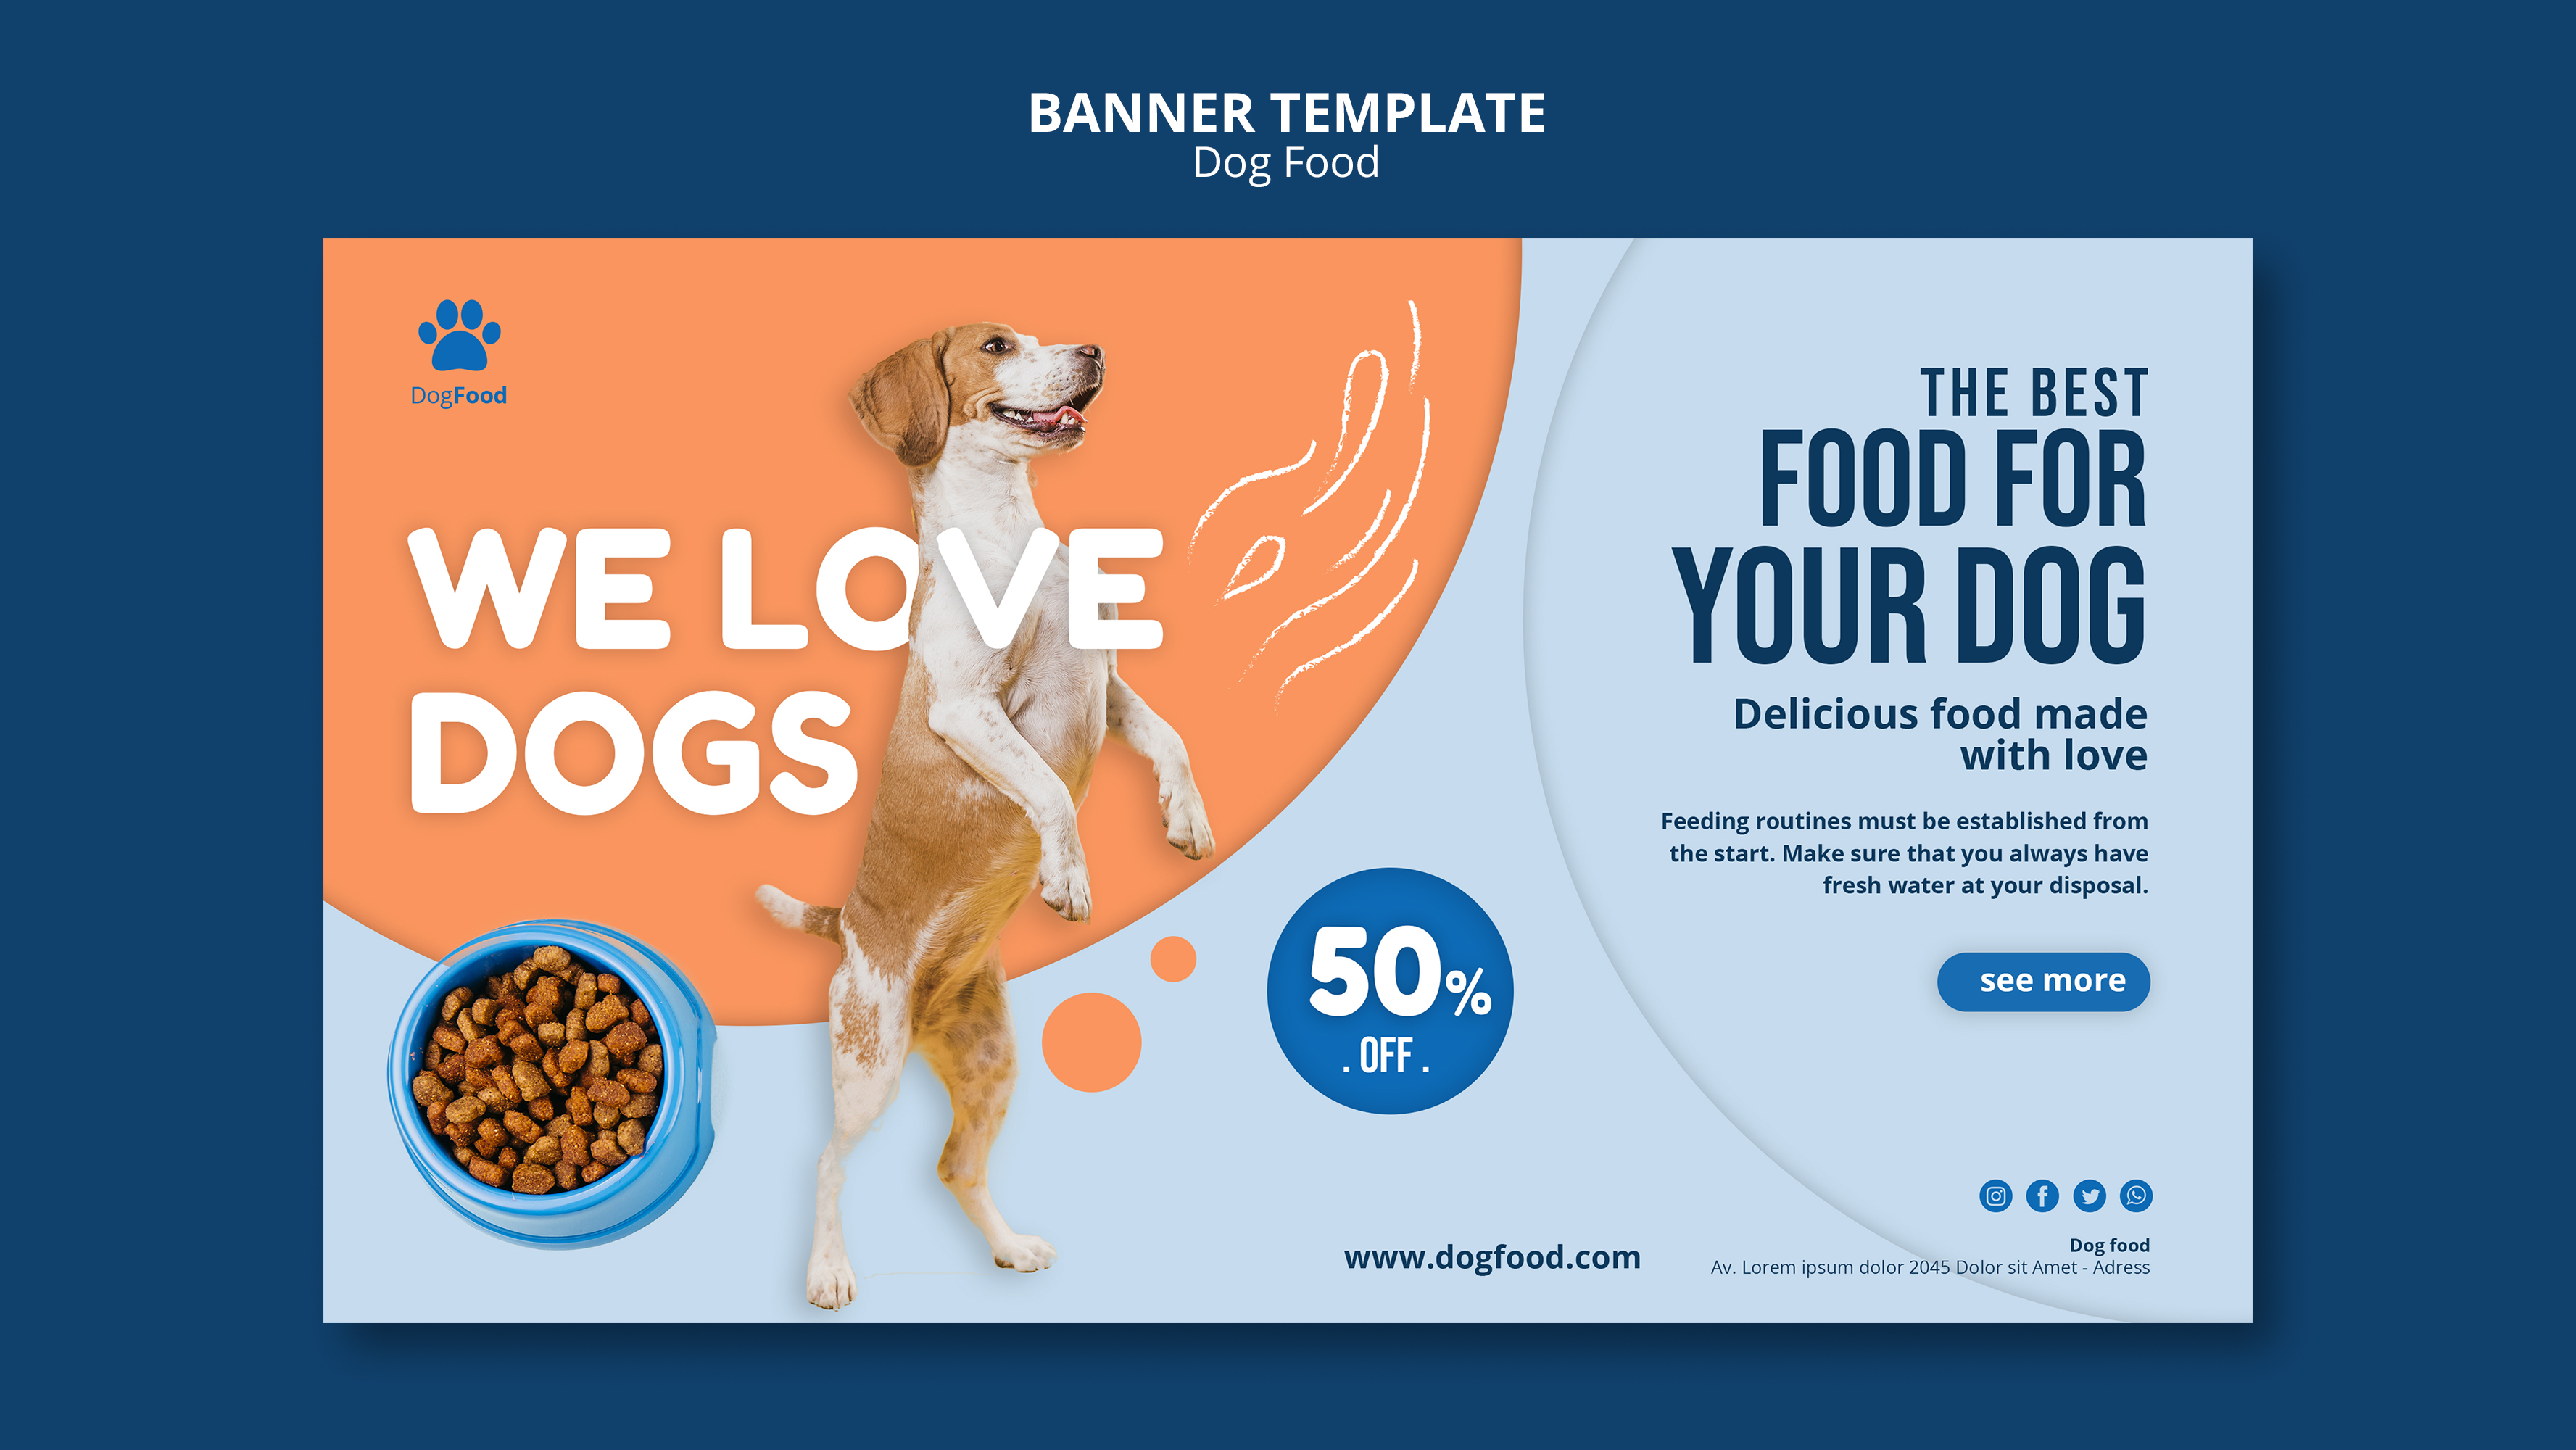 BANNER TEMPLATE
Dog Food
DogFood
WE LOVE
DOGS
50%
. OFF .
THE BEST
FOOD FOR
YOUR DOG
Delicious food made
with love
Feeding routines must be established from
the start. Make sure that you always have
fresh water at your disposal.
see more
www.dogfood.com
Dog food
Av. Lorem ipsum dolor 2045 Dolor sit Amet - Adress